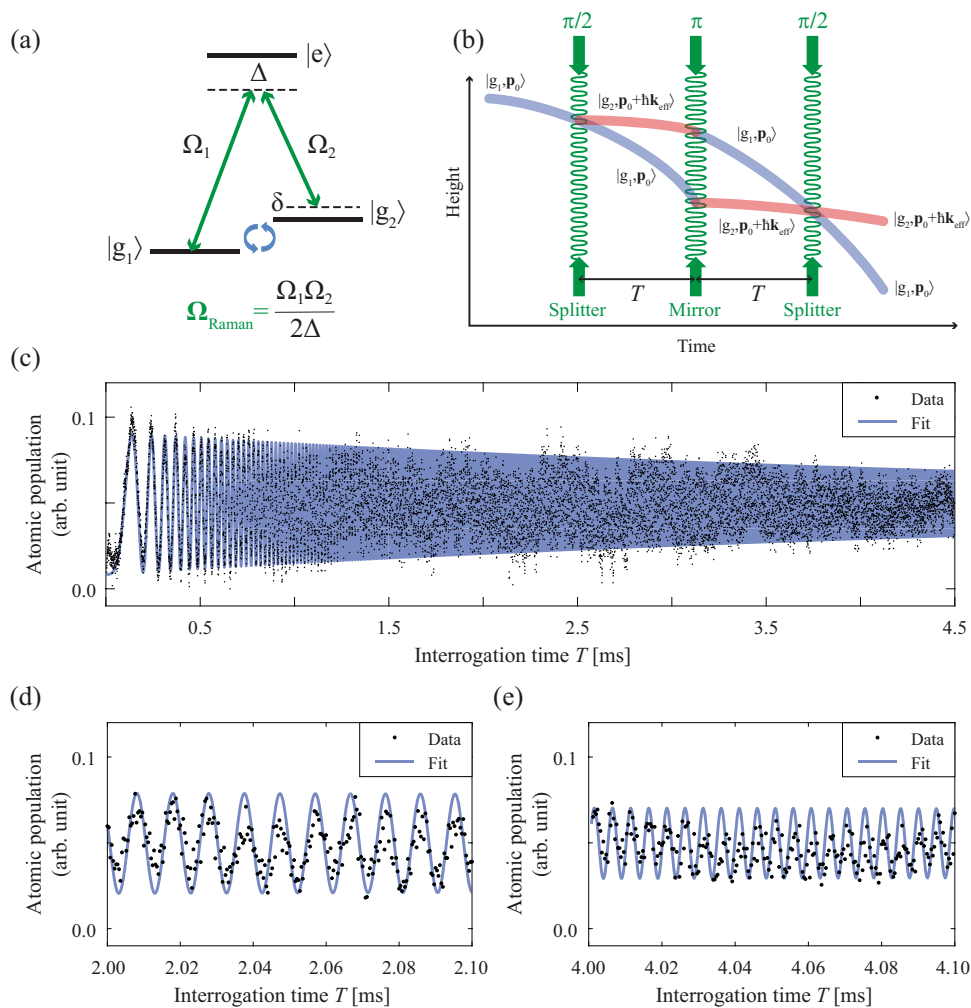 (a)
|e⟩
Δ
Ω₁
Ω₂
δ
|g₂⟩
|g₁⟩
Ω_Raman = Ω₁Ω₂ / 2Δ
(b)
π/2
π
π/2
|g₁,p₀⟩
|g₂,p₀+ħk_eff⟩
|g₁,p₀⟩
|g₁,p₀⟩
|g₂,p₀+ħk_eff⟩
|g₂,p₀+ħk_eff⟩
|g₁,p₀⟩
Height
T
T
Splitter
Mirror
Splitter
Time
(c)
Atomic population
(arb. unit)
0.1
0.0
Data
Fit
0.5
1.5
2.5
3.5
4.5
Interrogation time T [ms]
(d)
Atomic population
(arb. unit)
0.1
0.0
Data
Fit
2.00
2.02
2.04
2.06
2.08
2.10
Interrogation time T [ms]
(e)
Atomic population
(arb. unit)
0.1
0.0
Data
Fit
4.00
4.02
4.04
4.06
4.08
4.10
Interrogation time T [ms]